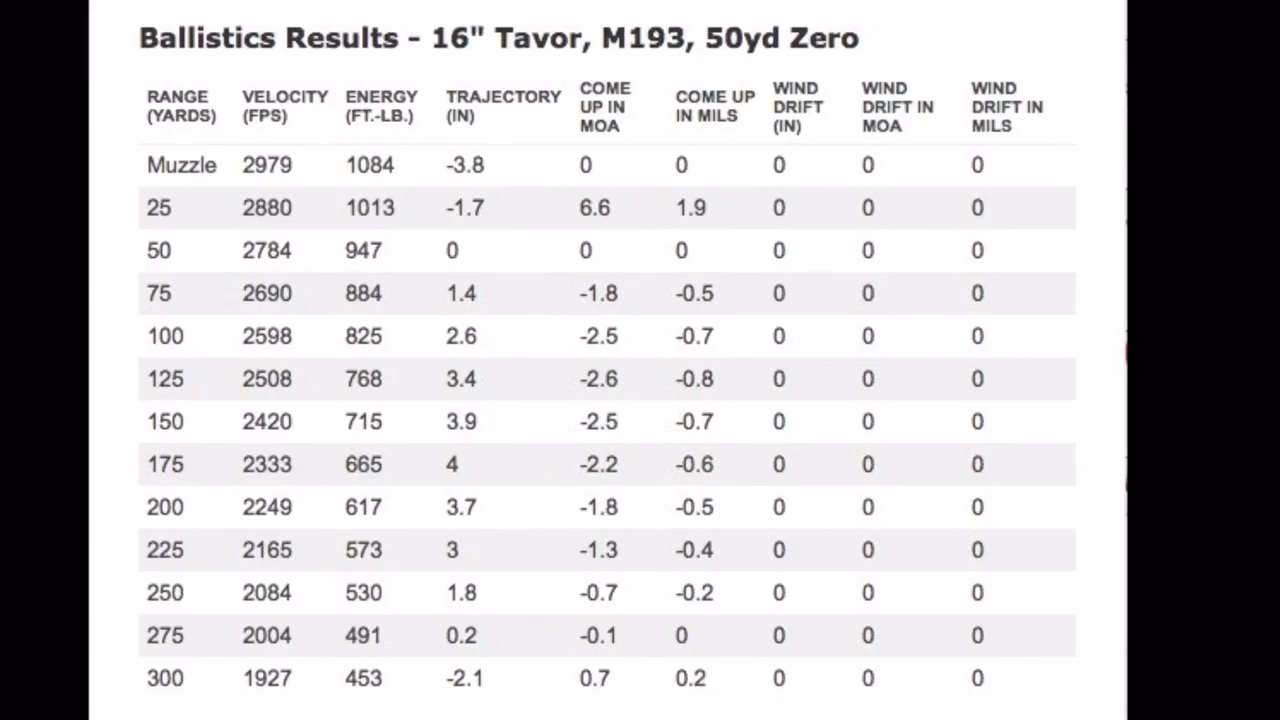 Ballistics Results - 16" Tavor, M193, 50yd Zero
RANGE (YARDS) VELOCITY (FPS) ENERGY (FT.-LB.) TRAJECTORY (IN) COME UP IN MOA COME UP IN MILS WIND DRIFT (IN) WIND DRIFT IN MOA WIND DRIFT IN MILS
Muzzle 2979 1084 -3.8 0 0 0 0 0
25 2880 1013 -1.7 6.6 1.9 0 0 0
50 2784 947 0 0 0 0 0 0
75 2690 884 1.4 -1.8 -0.5 0 0 0
100 2598 825 2.6 -2.5 -0.7 0 0 0
125 2508 768 3.4 -2.6 -0.8 0 0 0
150 2420 715 3.9 -2.5 -0.7 0 0 0
175 2333 665 4 -2.2 -0.6 0 0 0
200 2249 617 3.7 -1.8 -0.5 0 0 0
225 2165 573 3 -1.3 -0.4 0 0 0
250 2084 530 1.8 -0.7 -0.2 0 0 0
275 2004 491 0.2 -0.1 0 0 0 0
300 1927 453 -2.1 0.7 0.2 0 0 0